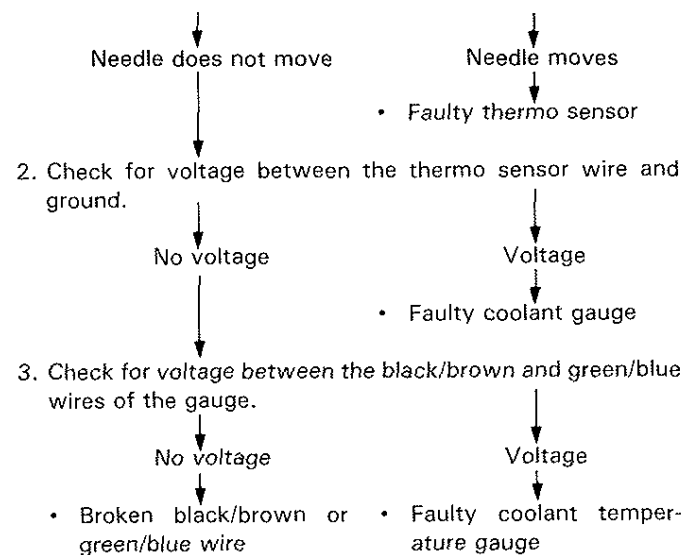 Needle does not move
Needle moves
• Faulty thermo sensor
2. Check for voltage between the thermo sensor wire and
ground.
No voltage
Voltage
• Faulty coolant gauge
3. Check for voltage between the black/brown and green/blue
wires of the gauge.
No voltage
Voltage
• Broken black/brown or
green/blue wire
• Faulty coolant temper-
ature gauge